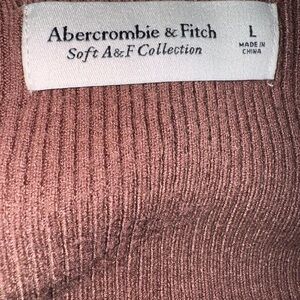 Abercrombie & Fitch
Soft A&F Collection
L
MADE IN
CHINA